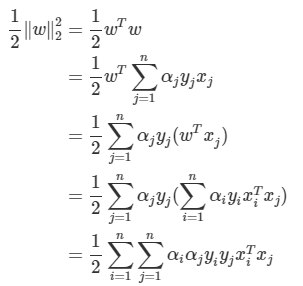 \frac{1}{2}\|w\|_2^2 = \frac{1}{2}w^T w
= \frac{1}{2}w^T \sum_{j=1}^{n} \alpha_j y_j x_j
= \frac{1}{2}\sum_{j=1}^{n} \alpha_j y_j (w^T x_j)
= \frac{1}{2}\sum_{j=1}^{n} \alpha_j y_j (\sum_{i=1}^{n} \alpha_i y_i x_i^T x_j)
= \frac{1}{2}\sum_{i=1}^{n} \sum_{j=1}^{n} \alpha_i \alpha_j y_i y_j x_i^T x_j